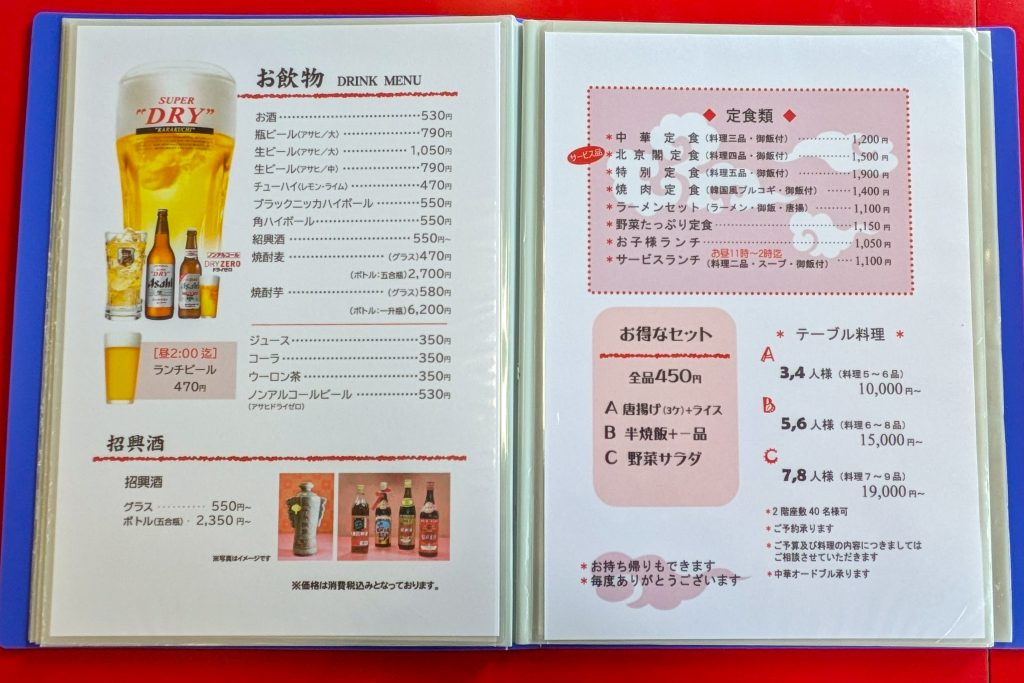 お飲物 DRINK MENU
SUPER
"DRY"
"KARAKUCHI"
お酒 530円
瓶ビール(アサヒ/大) 790円
生ビール(アサヒ/大) 1,050円
生ビール(アサヒ/中) 790円
チューハイ(レモン・ライム) 470円
ブラックニッカハイボール 550円
角ハイボール 550円
紹興酒 550円~
焼酎麦 (グラス)470円
(ボトル:五合瓶)2,700円
焼酎芋 (グラス)580円
(ボトル:一升瓶)6,200円
ジュース 350円
コーラ 350円
ウーロン茶 350円
ノンアルコールビール 530円
(アサヒドライゼロ)
"DRY"
Asahi
Asahi
ノンアルコール
DRY ZERO
ドライゼロ
[昼2:00迄]
ランチビール
470円
招興酒
招興酒
グラス 550円~
ボトル(五合瓶) 2,350円~
※写真はイメージです
※価格は消費税込みとなっております。
◆ 定食類 ◆
サービス品
*中華定食(料理三品・御飯付) 1,200円
*北京閣定食(料理四品・御飯付) 1,500円
*特別定食(料理五品・御飯付) 1,900円
*焼肉定食(韓国風プルコギ・御飯付) 1,400円
*ラーメンセット(ラーメン・御飯・唐揚) 1,100円
*野菜たっぷり定食 1,150円
*お子様ランチ 1,050円
お昼11時~2時迄
*サービスランチ(料理二品・スープ・御飯付) 1,100円
お得なセット
全品450円
A 唐揚げ(3ケ)+ライス
B 半焼飯+一品
C 野菜サラダ
* テーブル料理 *
A
3,4人様(料理5~6品)
10,000円~
B
5,6人様(料理6~8品)
15,000円~
C
7,8人様(料理7~9品)
19,000円~
*2階座敷40名様可
*ご予約承ります
*ご予算及び料理の内容につきましては
ご相談させていただきます
*中華オードブル承ります
*お持ち帰りもできます
*毎度ありがとうございます*